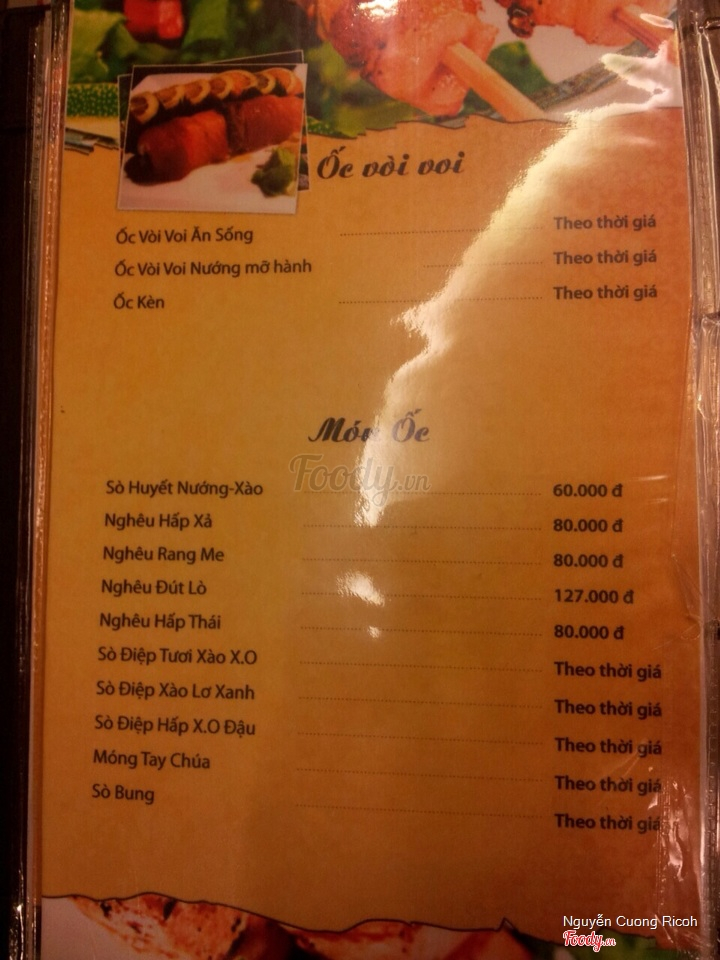 Ốc vòi voi
Ốc Vòi Voi Ăn Sống Theo thời giá
Ốc Vòi Voi Nướng mỡ hành Theo thời giá
Ốc Kèn Theo thời giá
Món Ốc
Foody.vn
Sò Huyết Nướng-Xào 60.000 đ
Nghêu Hấp Xả 80.000 đ
Nghêu Rang Me 80.000 đ
Nghêu Đút Lò 127.000 đ
Nghêu Hấp Thái 80.000 đ
Sò Điệp Tươi Xào X.O Theo thời giá
Sò Điệp Xào Lơ Xanh Theo thời giá
Sò Điệp Hấp X.O Đậu Theo thời giá
Móng Tay Chúa Theo thời giá
Sò Bung Theo thời giá
Nguyễn Cuong Ricoh
Foody.vn